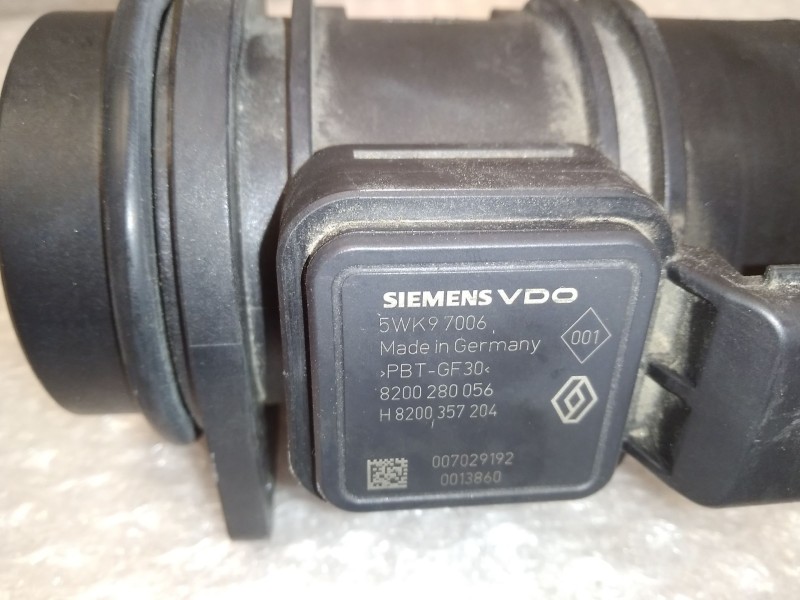 SIEMENS VDO
5WK9 7006
Made in Germany
001
>PBT-GF30<
8200 280 056
H 8200 357 204
007029192
0013860